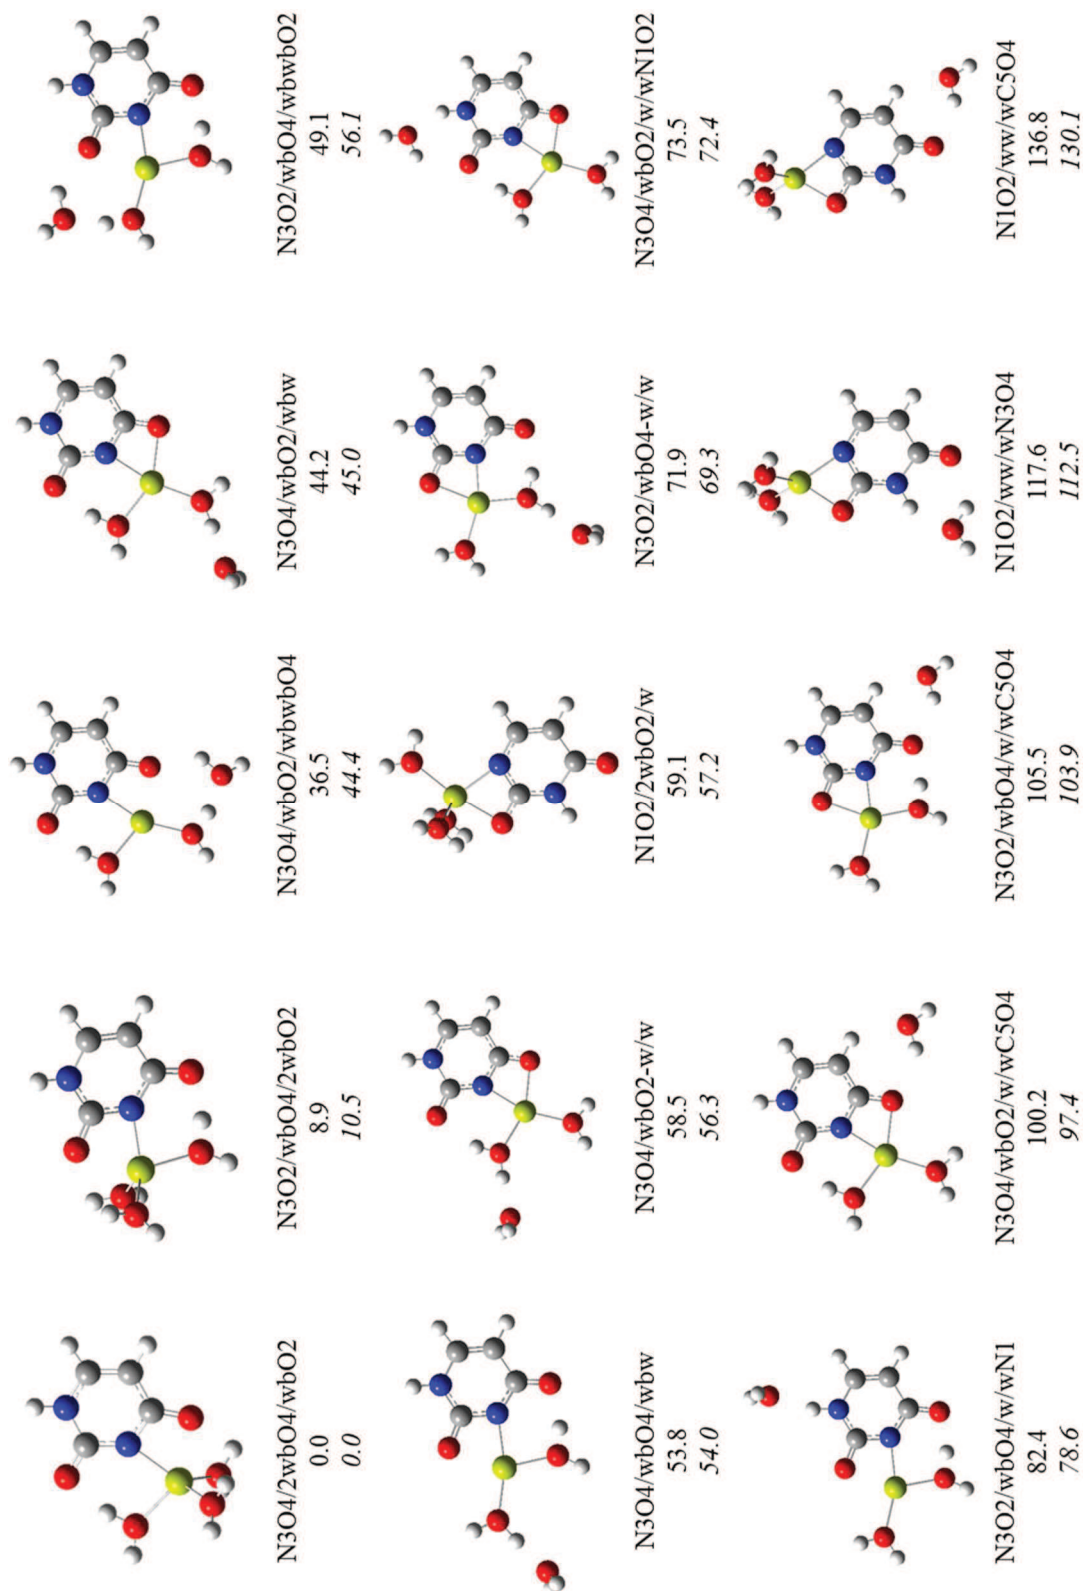 N3O4/2wbO4/wbO2
0.0
0.0
N3O2/wbO4/2wbO2
8.9
10.5
N3O4/wbO2/wbwbO4
36.5
44.4
N3O4/wbO2/wbw
44.2
45.0
N3O2/wbO4/wbwbO2
49.1
56.1
N3O4/wbO4/wbw
53.8
54.0
N3O4/wbO2-w/w
58.5
56.3
N1O2/2wbO2/w
59.1
57.2
N3O2/wbO4-w/w
71.9
69.3
N3O4/wbO2/w/wN1O2
73.5
72.4
N3O2/wbO4/w/wN1
82.4
78.6
N3O4/wbO2/w/wC5O4
100.2
97.4
N3O2/wbO4/w/wC5O4
105.5
103.9
N1O2/ww/wN3O4
117.6
112.5
N1O2/ww/wC5O4
136.8
130.1